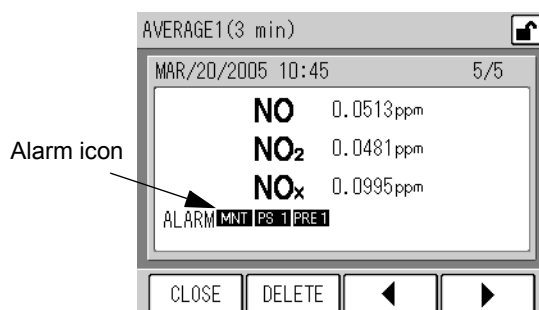 AVERAGE1(3 min)
MAR/20/2005 10:45 5/5
NO 0.0513ppm
NO₂ 0.0481ppm
NOx 0.0995ppm
Alarm icon
ALARM MNT PS 1 PRE 1
CLOSE DELETE